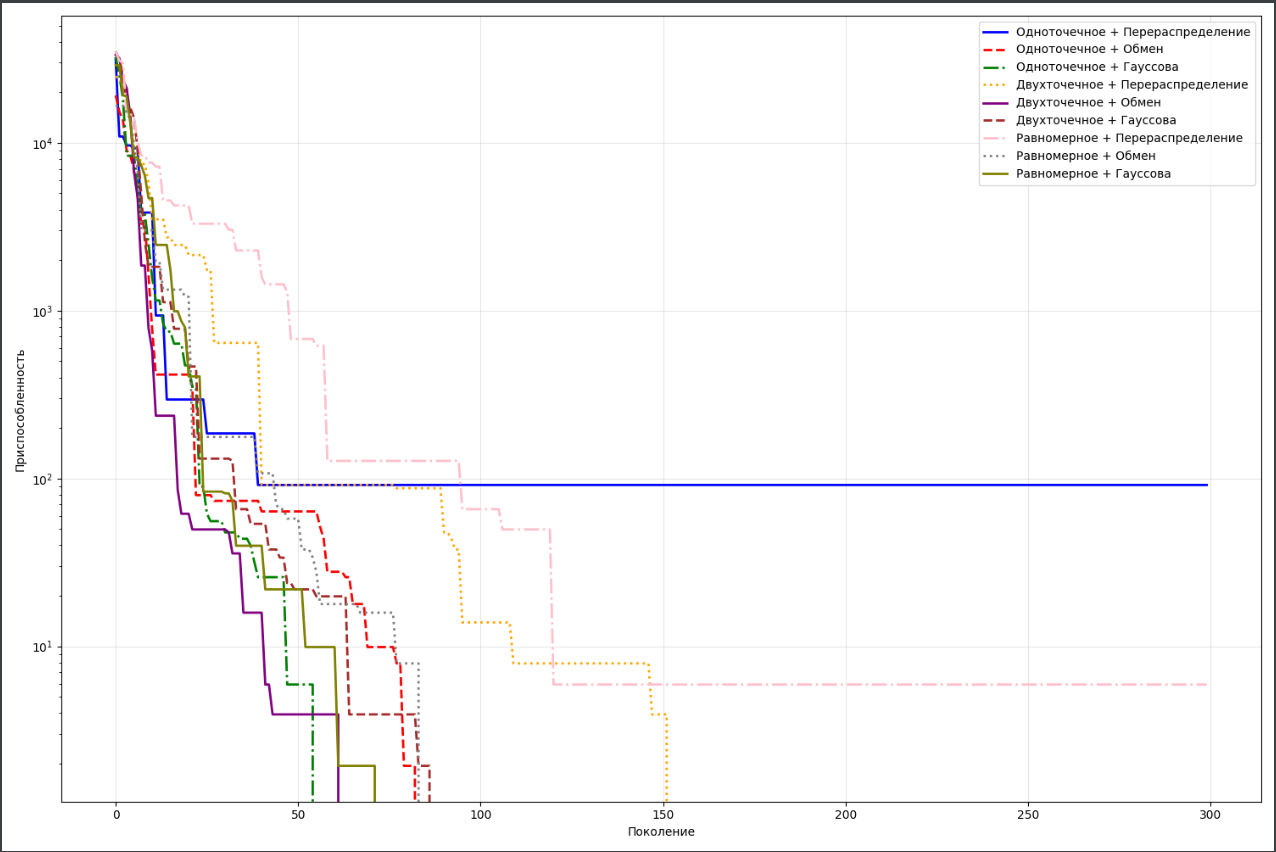 Одноточечное + Перераспределение
Одноточечное + Обмен
Одноточечное + Гауссова
Двухточечное + Перераспределение
Двухточечное + Обмен
Двухточечное + Гауссова
Равномерное + Перераспределение
Равномерное + Обмен
Равномерное + Гауссова
Приспособленность
10⁴
10³
10²
10¹
0 50 100 150 200 250 300
Поколение